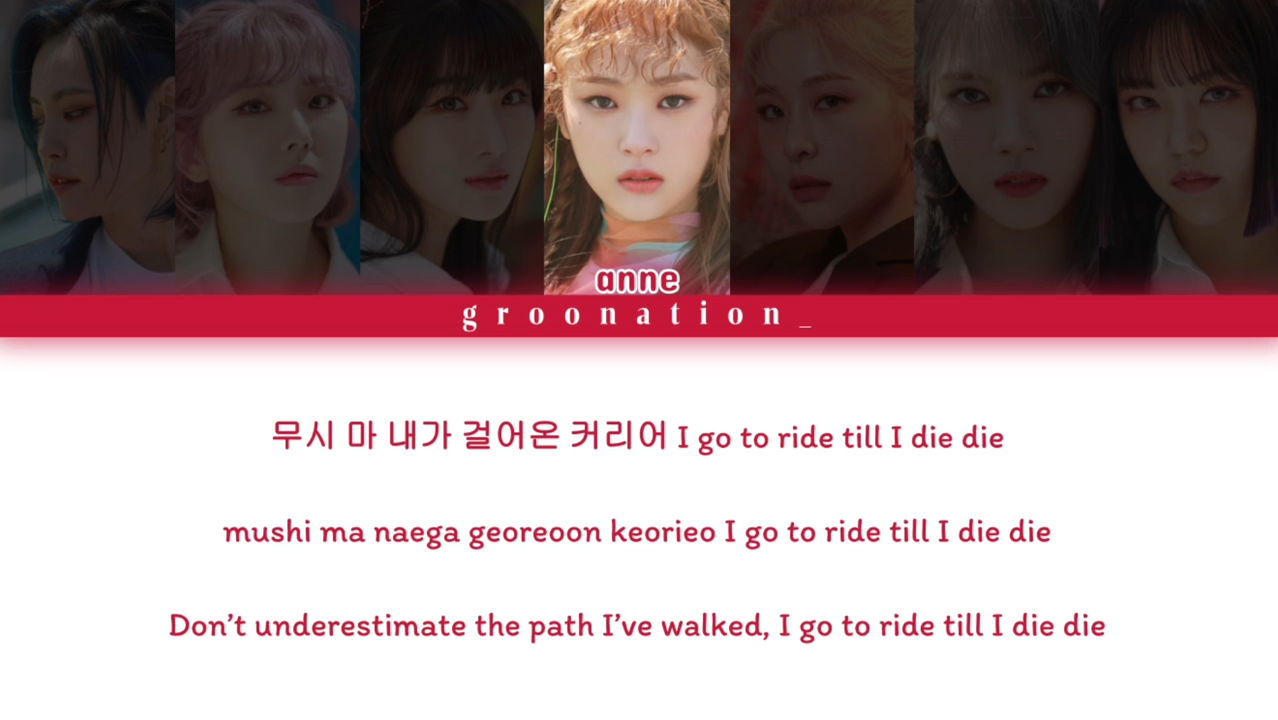 anne
groonation_
무시 마 내가 걸어온 커리어 I go to ride till I die die
mushi ma naega georeoon keorieo I go to ride till I die die
Don’t underestimate the path I’ve walked, I go to ride till I die die